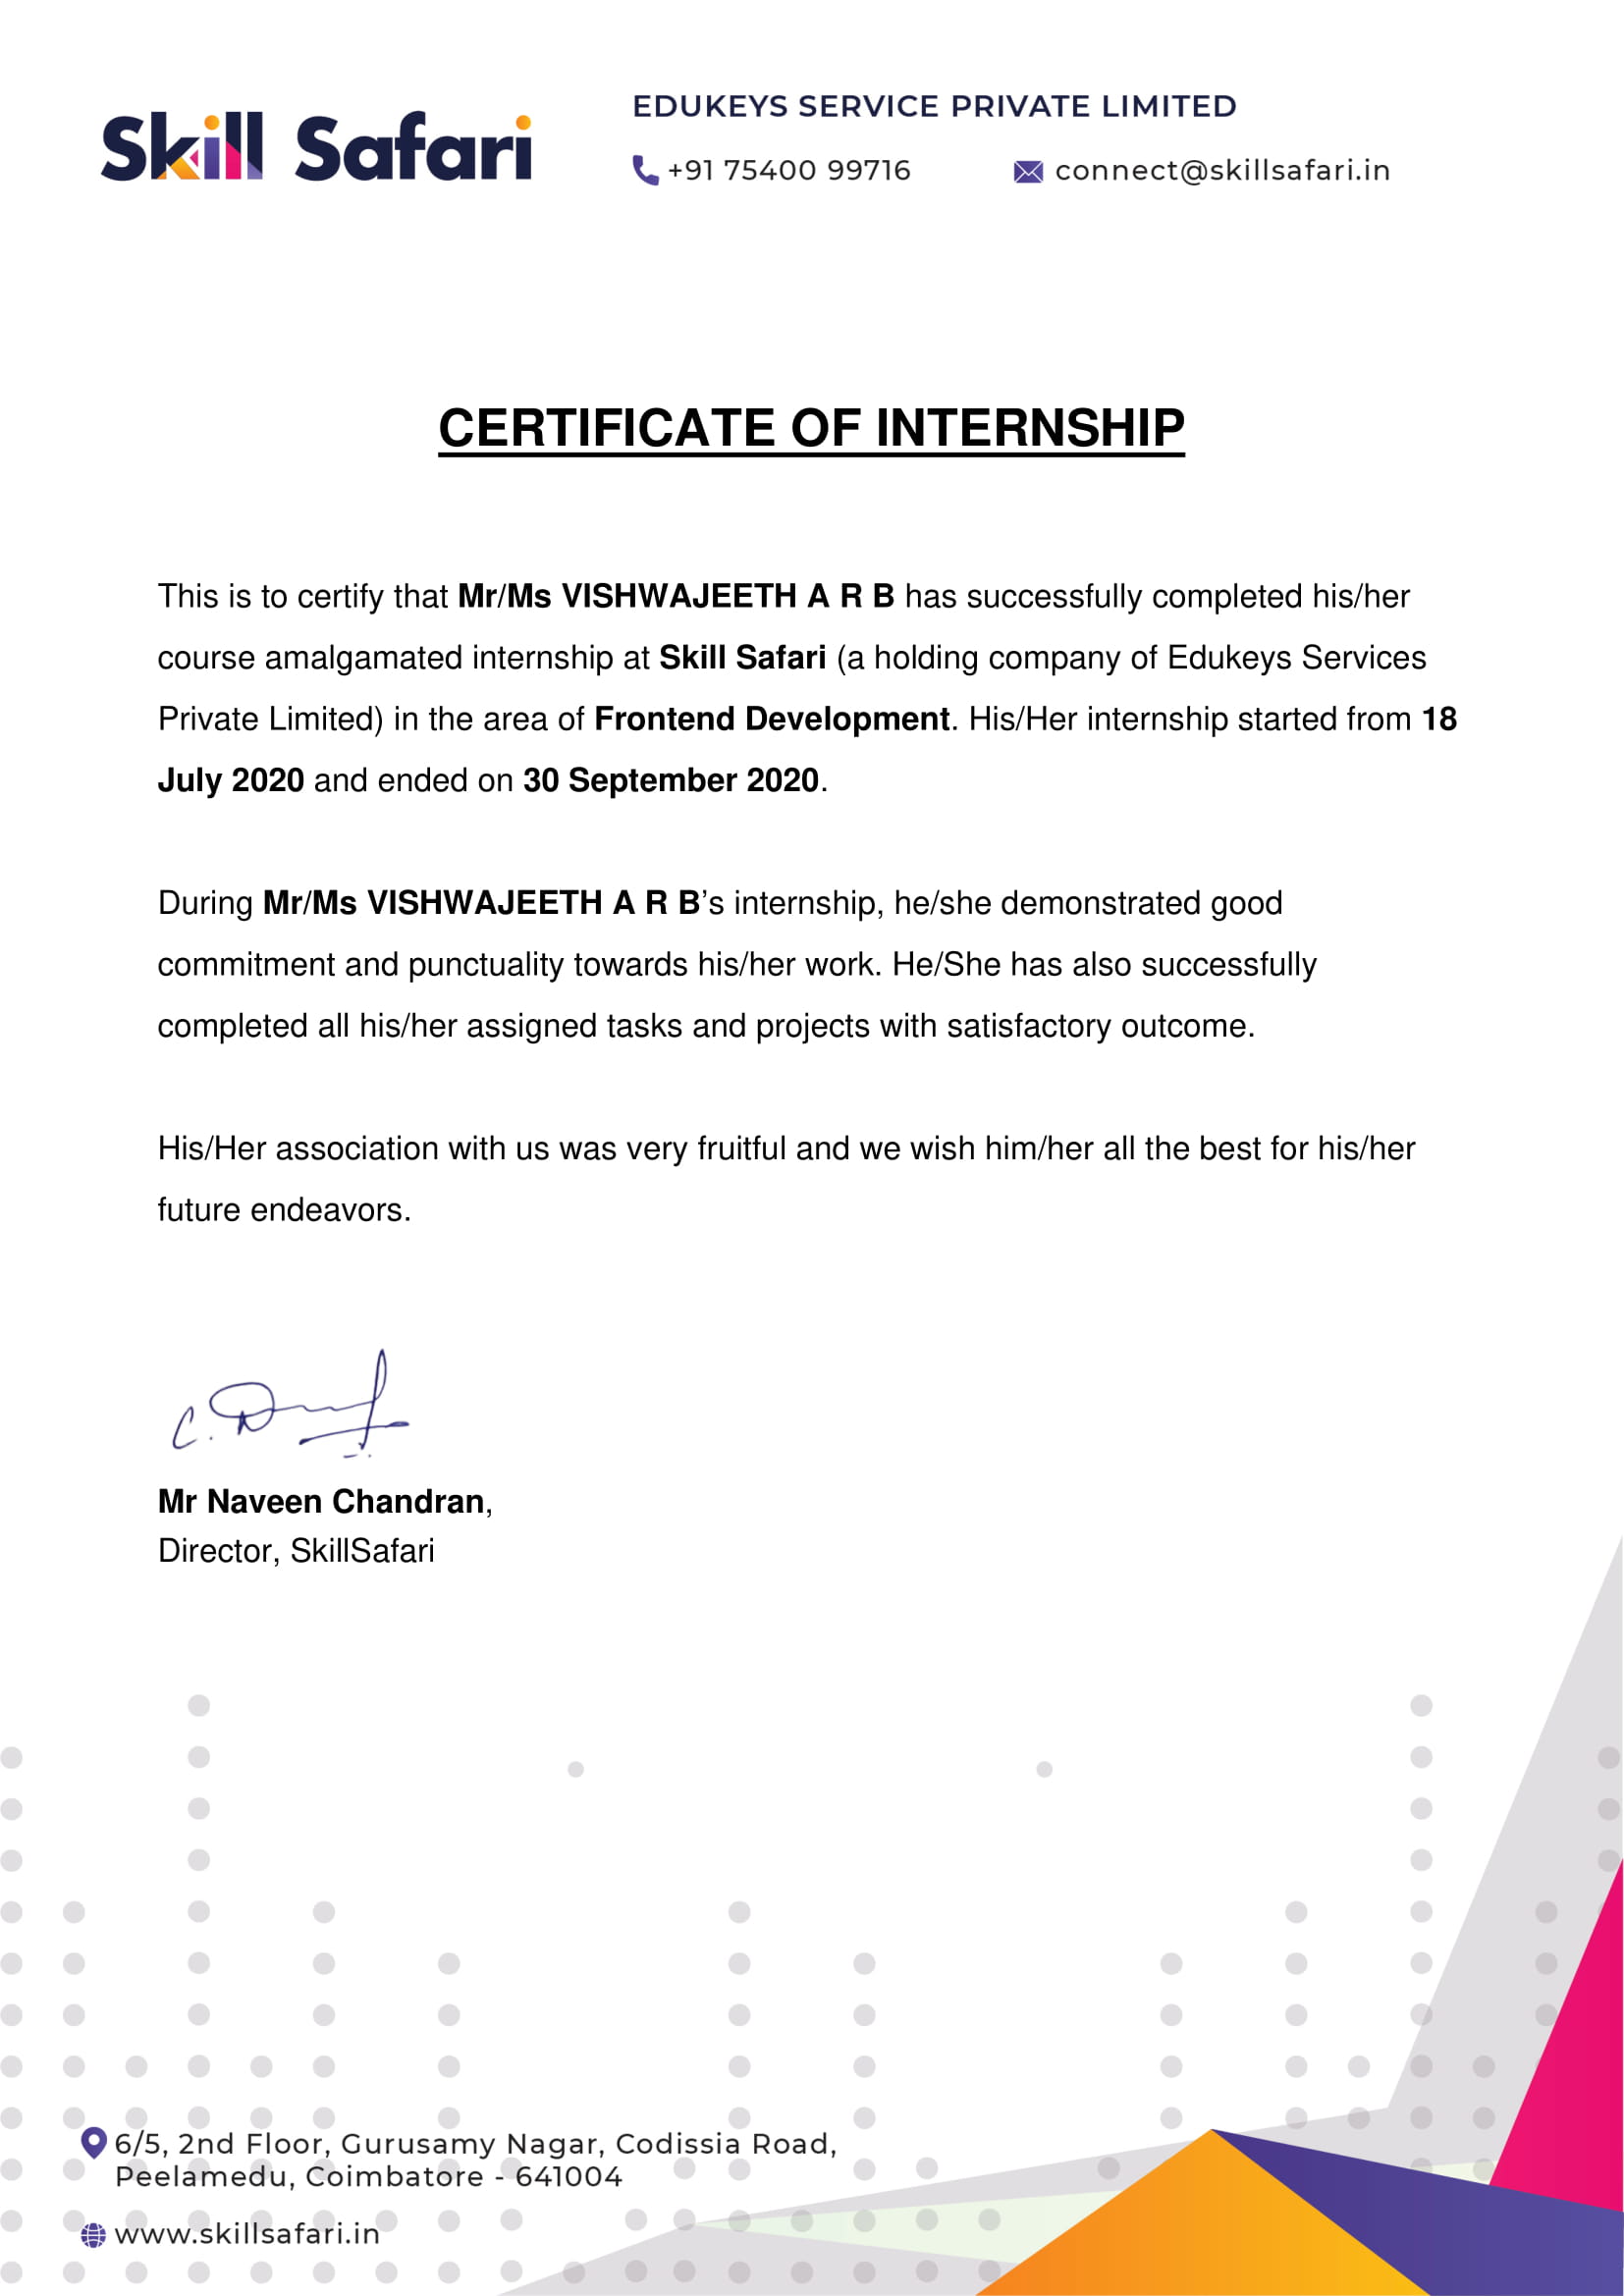 Skill Safari
EDUKEYS SERVICE PRIVATE LIMITED
+91 75400 99716
connect@skillsafari.in
CERTIFICATE OF INTERNSHIP
This is to certify that Mr/Ms VISHWAJEETH A R B has successfully completed his/her
course amalgamated internship at Skill Safari (a holding company of Edukeys Services
Private Limited) in the area of Frontend Development. His/Her internship started from 18
July 2020 and ended on 30 September 2020.
During Mr/Ms VISHWAJEETH A R B’s internship, he/she demonstrated good
commitment and punctuality towards his/her work. He/She has also successfully
completed all his/her assigned tasks and projects with satisfactory outcome.
His/Her association with us was very fruitful and we wish him/her all the best for his/her
future endeavors.
Mr Naveen Chandran,
Director, SkillSafari
6/5, 2nd Floor, Gurusamy Nagar, Codissia Road,
Peelamedu, Coimbatore - 641004
www.skillsafari.in